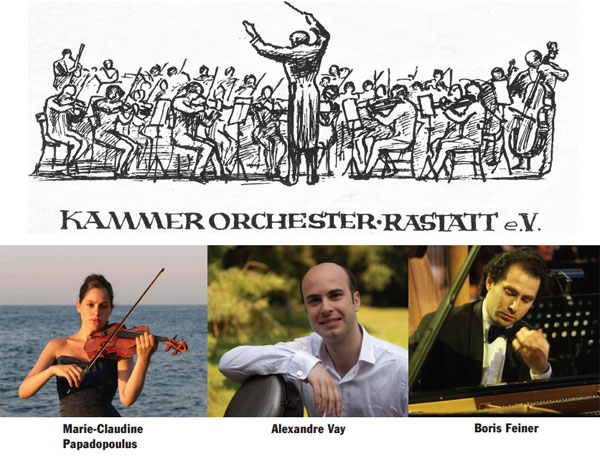 KAMMERORCHESTER·RASTATT e.V.
Marie-Claudine
Papadopoulus
Alexandre Vay
Boris Feiner